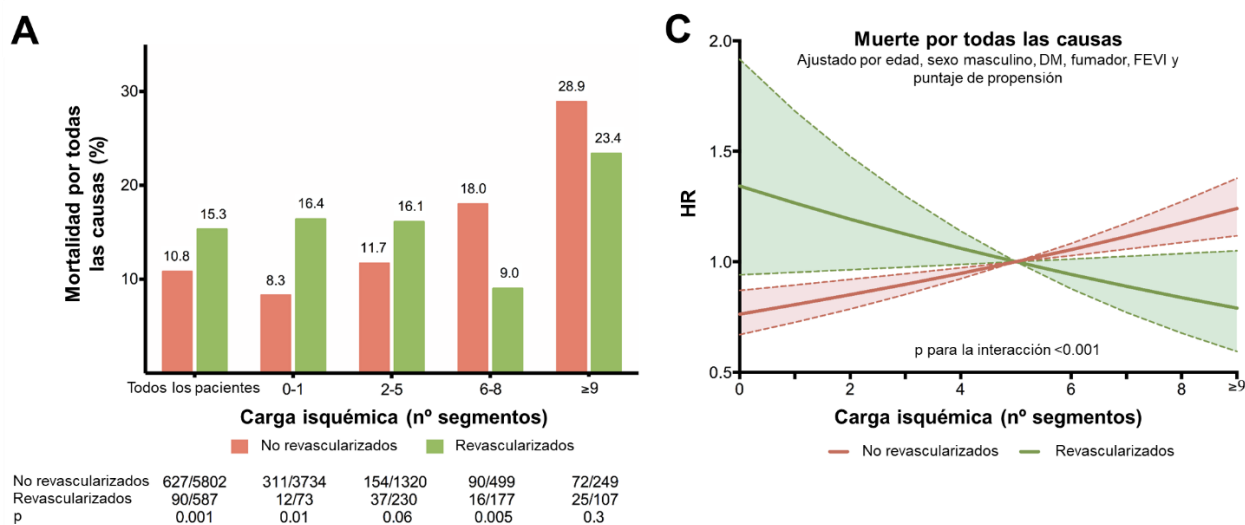 A
Mortalidad por todas
las causas (%)
30
20
10
10.8
15.3
8.3
16.4
11.7
16.1
18.0
9.0
28.9
23.4
Todos los pacientes
0-1
2-5
6-8
≥9
Carga isquémica (nº segmentos)
No revascularizados
Revascularizados
No revascularizados 627/5802 311/3734 154/1320 90/499 72/249
Revascularizados 90/587 12/73 37/230 16/177 25/107
p 0.001 0.01 0.06 0.005 0.3
C
Muerte por todas las causas
Ajustado por edad, sexo masculino, DM, fumador, FEVI y
puntaje de propensión
HR
2.0
1.5
1.0
0.5
p para la interacción <0.001
0
2
4
6
8
≥9
Carga isquémica (nº segmentos)
No revascularizados
Revascularizados